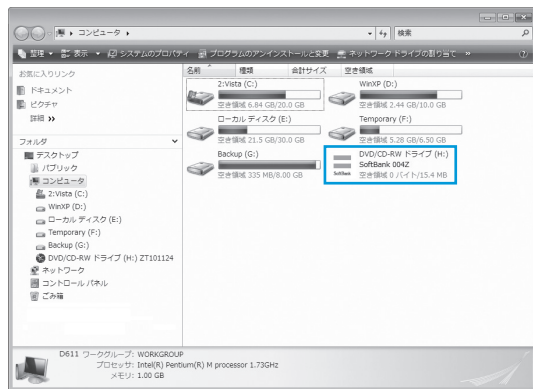 コンピュータ
検索
整理 表示 システムのプロパティ プログラムのアンインストールと変更 ネットワーク ドライブの割り当て »
お気に入りリンク
ドキュメント
ピクチャ
詳細 »
フォルダ
デスクトップ
パブリック
コンピュータ
2:Vista (C:)
WinXP (D:)
ローカル ディスク (E:)
Temporary (F:)
Backup (G:)
DVD/CD-RW ドライブ (H:) ZT101124
ネットワーク
コントロール パネル
ごみ箱
名前 種類 合計サイズ 空き領域
2:Vista (C:)
空き領域 6.84 GB/20.0 GB
WinXP (D:)
空き領域 2.44 GB/10.0 GB
ローカル ディスク (E:)
空き領域 21.5 GB/30.0 GB
Temporary (F:)
空き領域 5.28 GB/6.50 GB
Backup (G:)
空き領域 335 MB/8.00 GB
DVD/CD-RW ドライブ (H:)
SoftBank 004Z
空き領域 0 バイト/15.4 MB
SoftBank
D611 ワークグループ: WORKGROUP
プロセッサ: Intel(R) Pentium(R) M processor 1.73GHz
メモリ: 1.00 GB